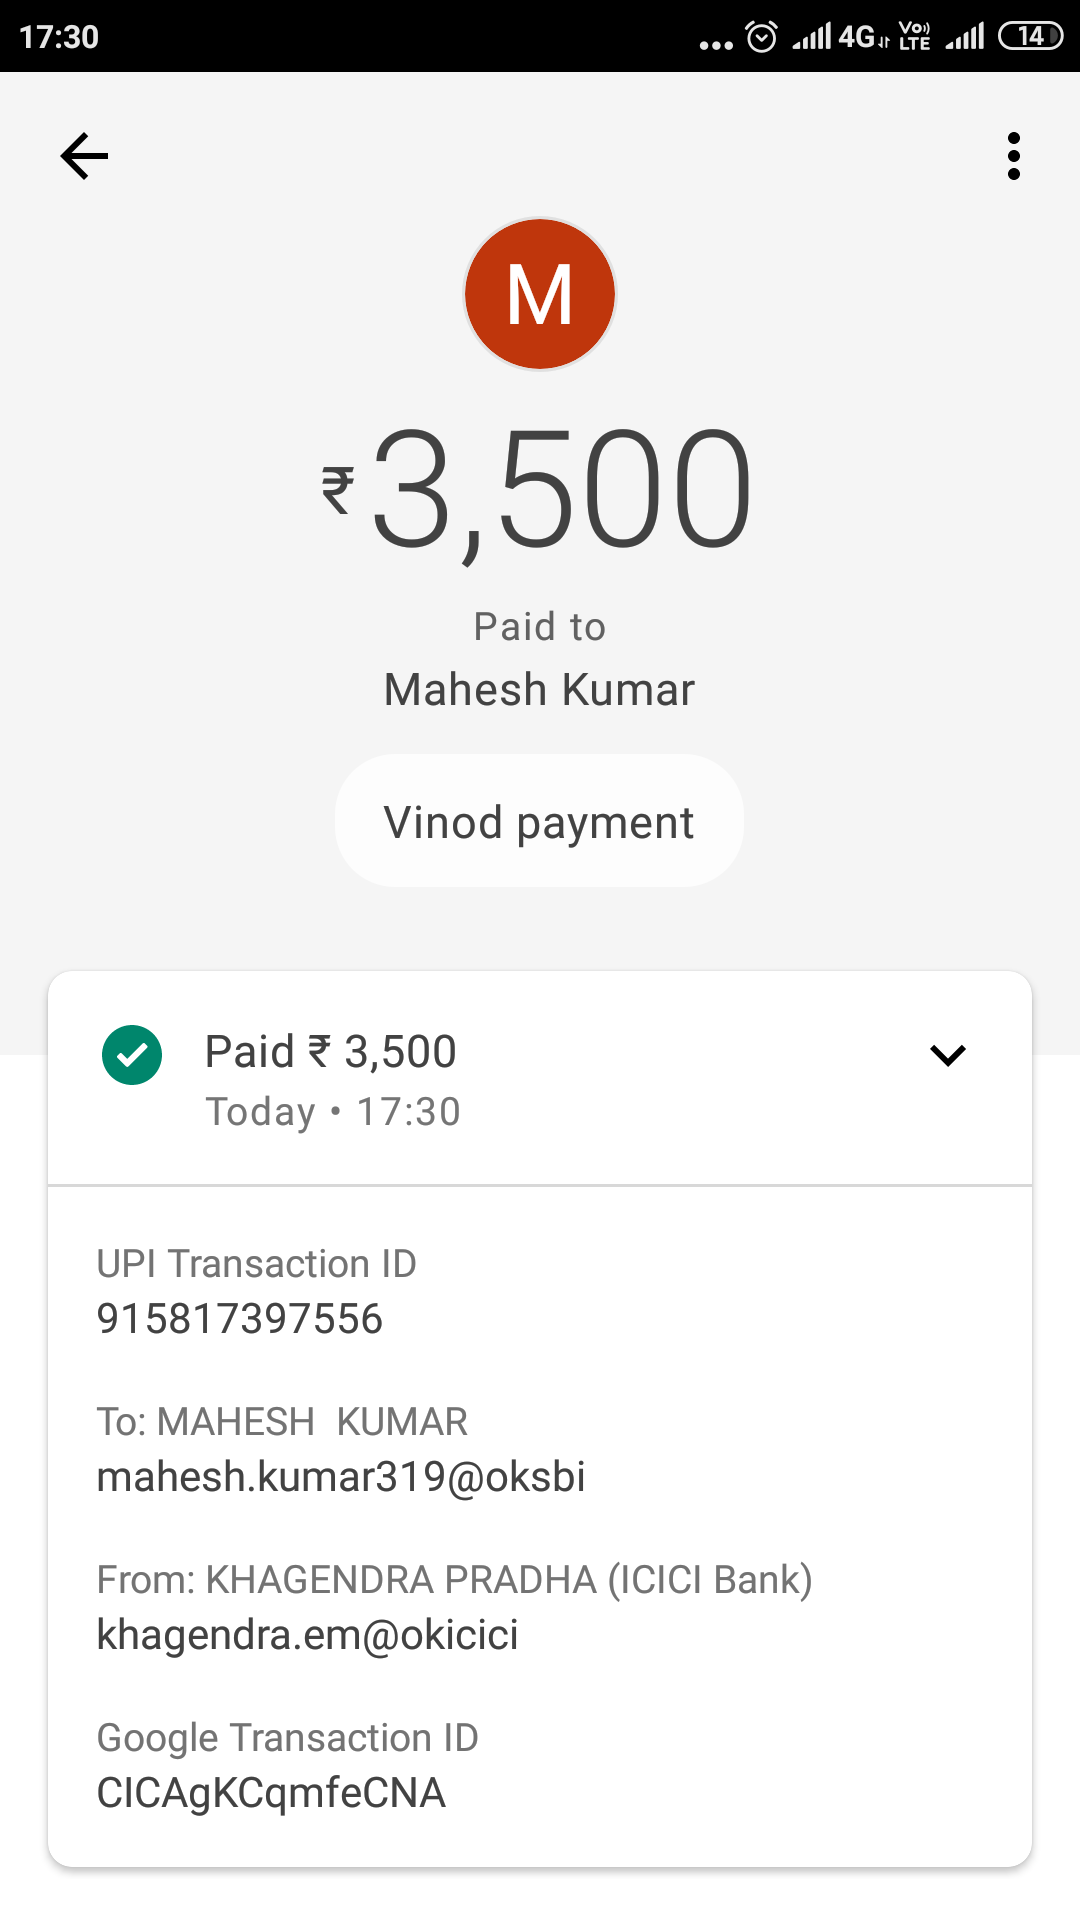 17:30
4G
Vo)) LTE
14
M
₹3,500
Paid to
Mahesh Kumar
Vinod payment
Paid ₹ 3,500
Today • 17:30
UPI Transaction ID
915817397556
To: MAHESH  KUMAR
mahesh.kumar319@oksbi
From: KHAGENDRA PRADHA (ICICI Bank)
khagendra.em@okicici
Google Transaction ID
CICAgKCqmfeCNA